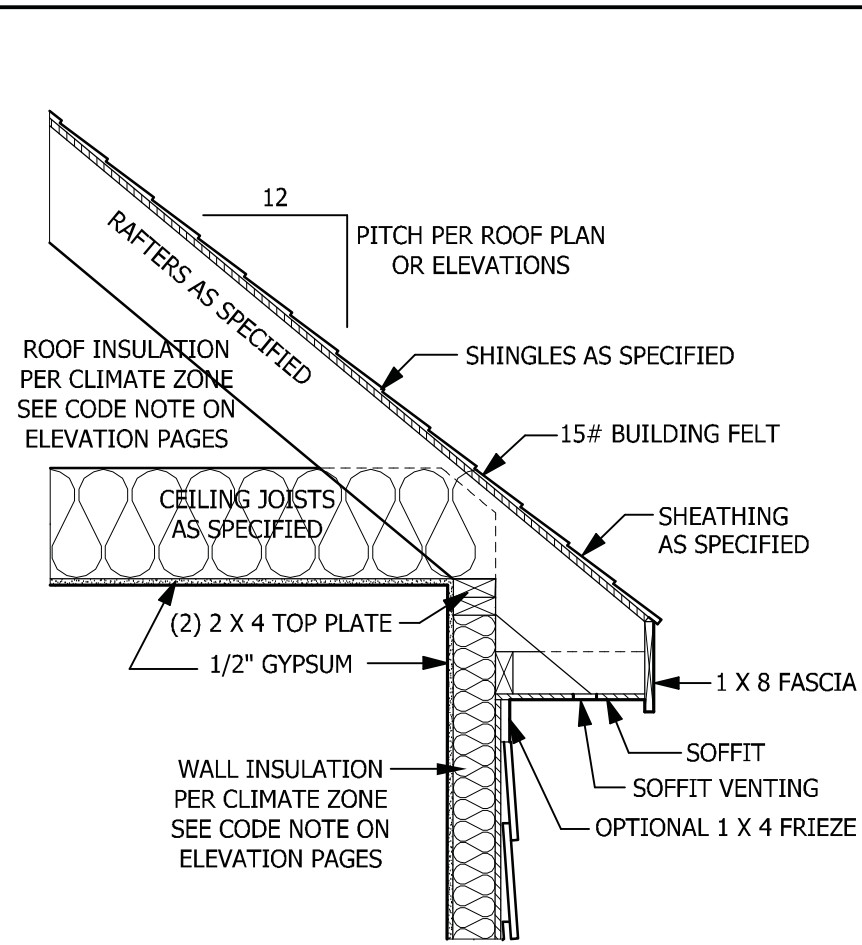 12
PITCH PER ROOF PLAN
OR ELEVATIONS
RAFTERS AS SPECIFIED
ROOF INSULATION
PER CLIMATE ZONE
SEE CODE NOTE ON
ELEVATION PAGES
SHINGLES AS SPECIFIED
15# BUILDING FELT
CEILING JOISTS
AS SPECIFIED
SHEATHING
AS SPECIFIED
(2) 2 X 4 TOP PLATE
1/2" GYPSUM
1 X 8 FASCIA
SOFFIT
SOFFIT VENTING
OPTIONAL 1 X 4 FRIEZE
WALL INSULATION
PER CLIMATE ZONE
SEE CODE NOTE ON
ELEVATION PAGES